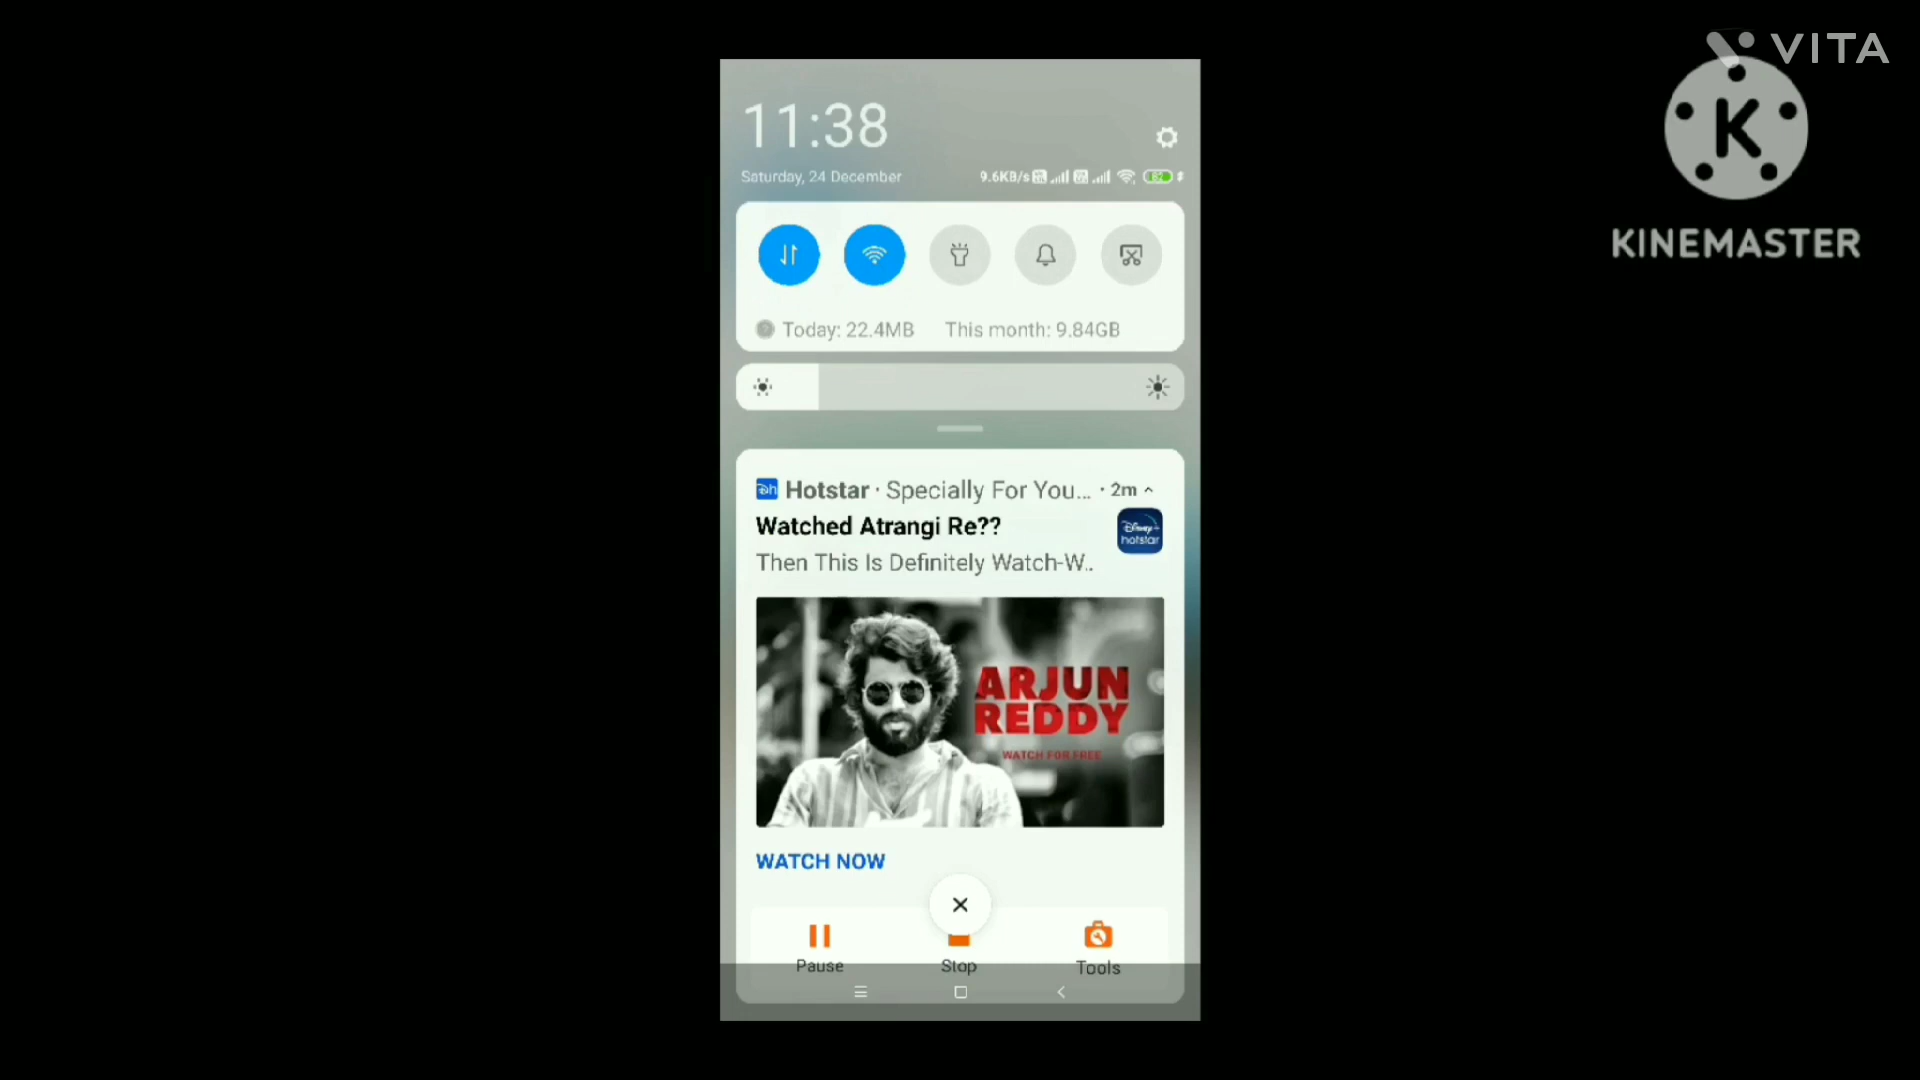 VITA
K
KINEMASTER
11:38
Saturday, 24 December
9.6KB/s
Today: 22.4MB This month: 9.84GB
Hotstar · Specially For You... · 2m
Watched Atrangi Re??
Then This Is Definitely Watch-W..
Disney+
hotstar
ARJUN
REDDY
WATCH FOR FREE
WATCH NOW
Pause Stop Tools